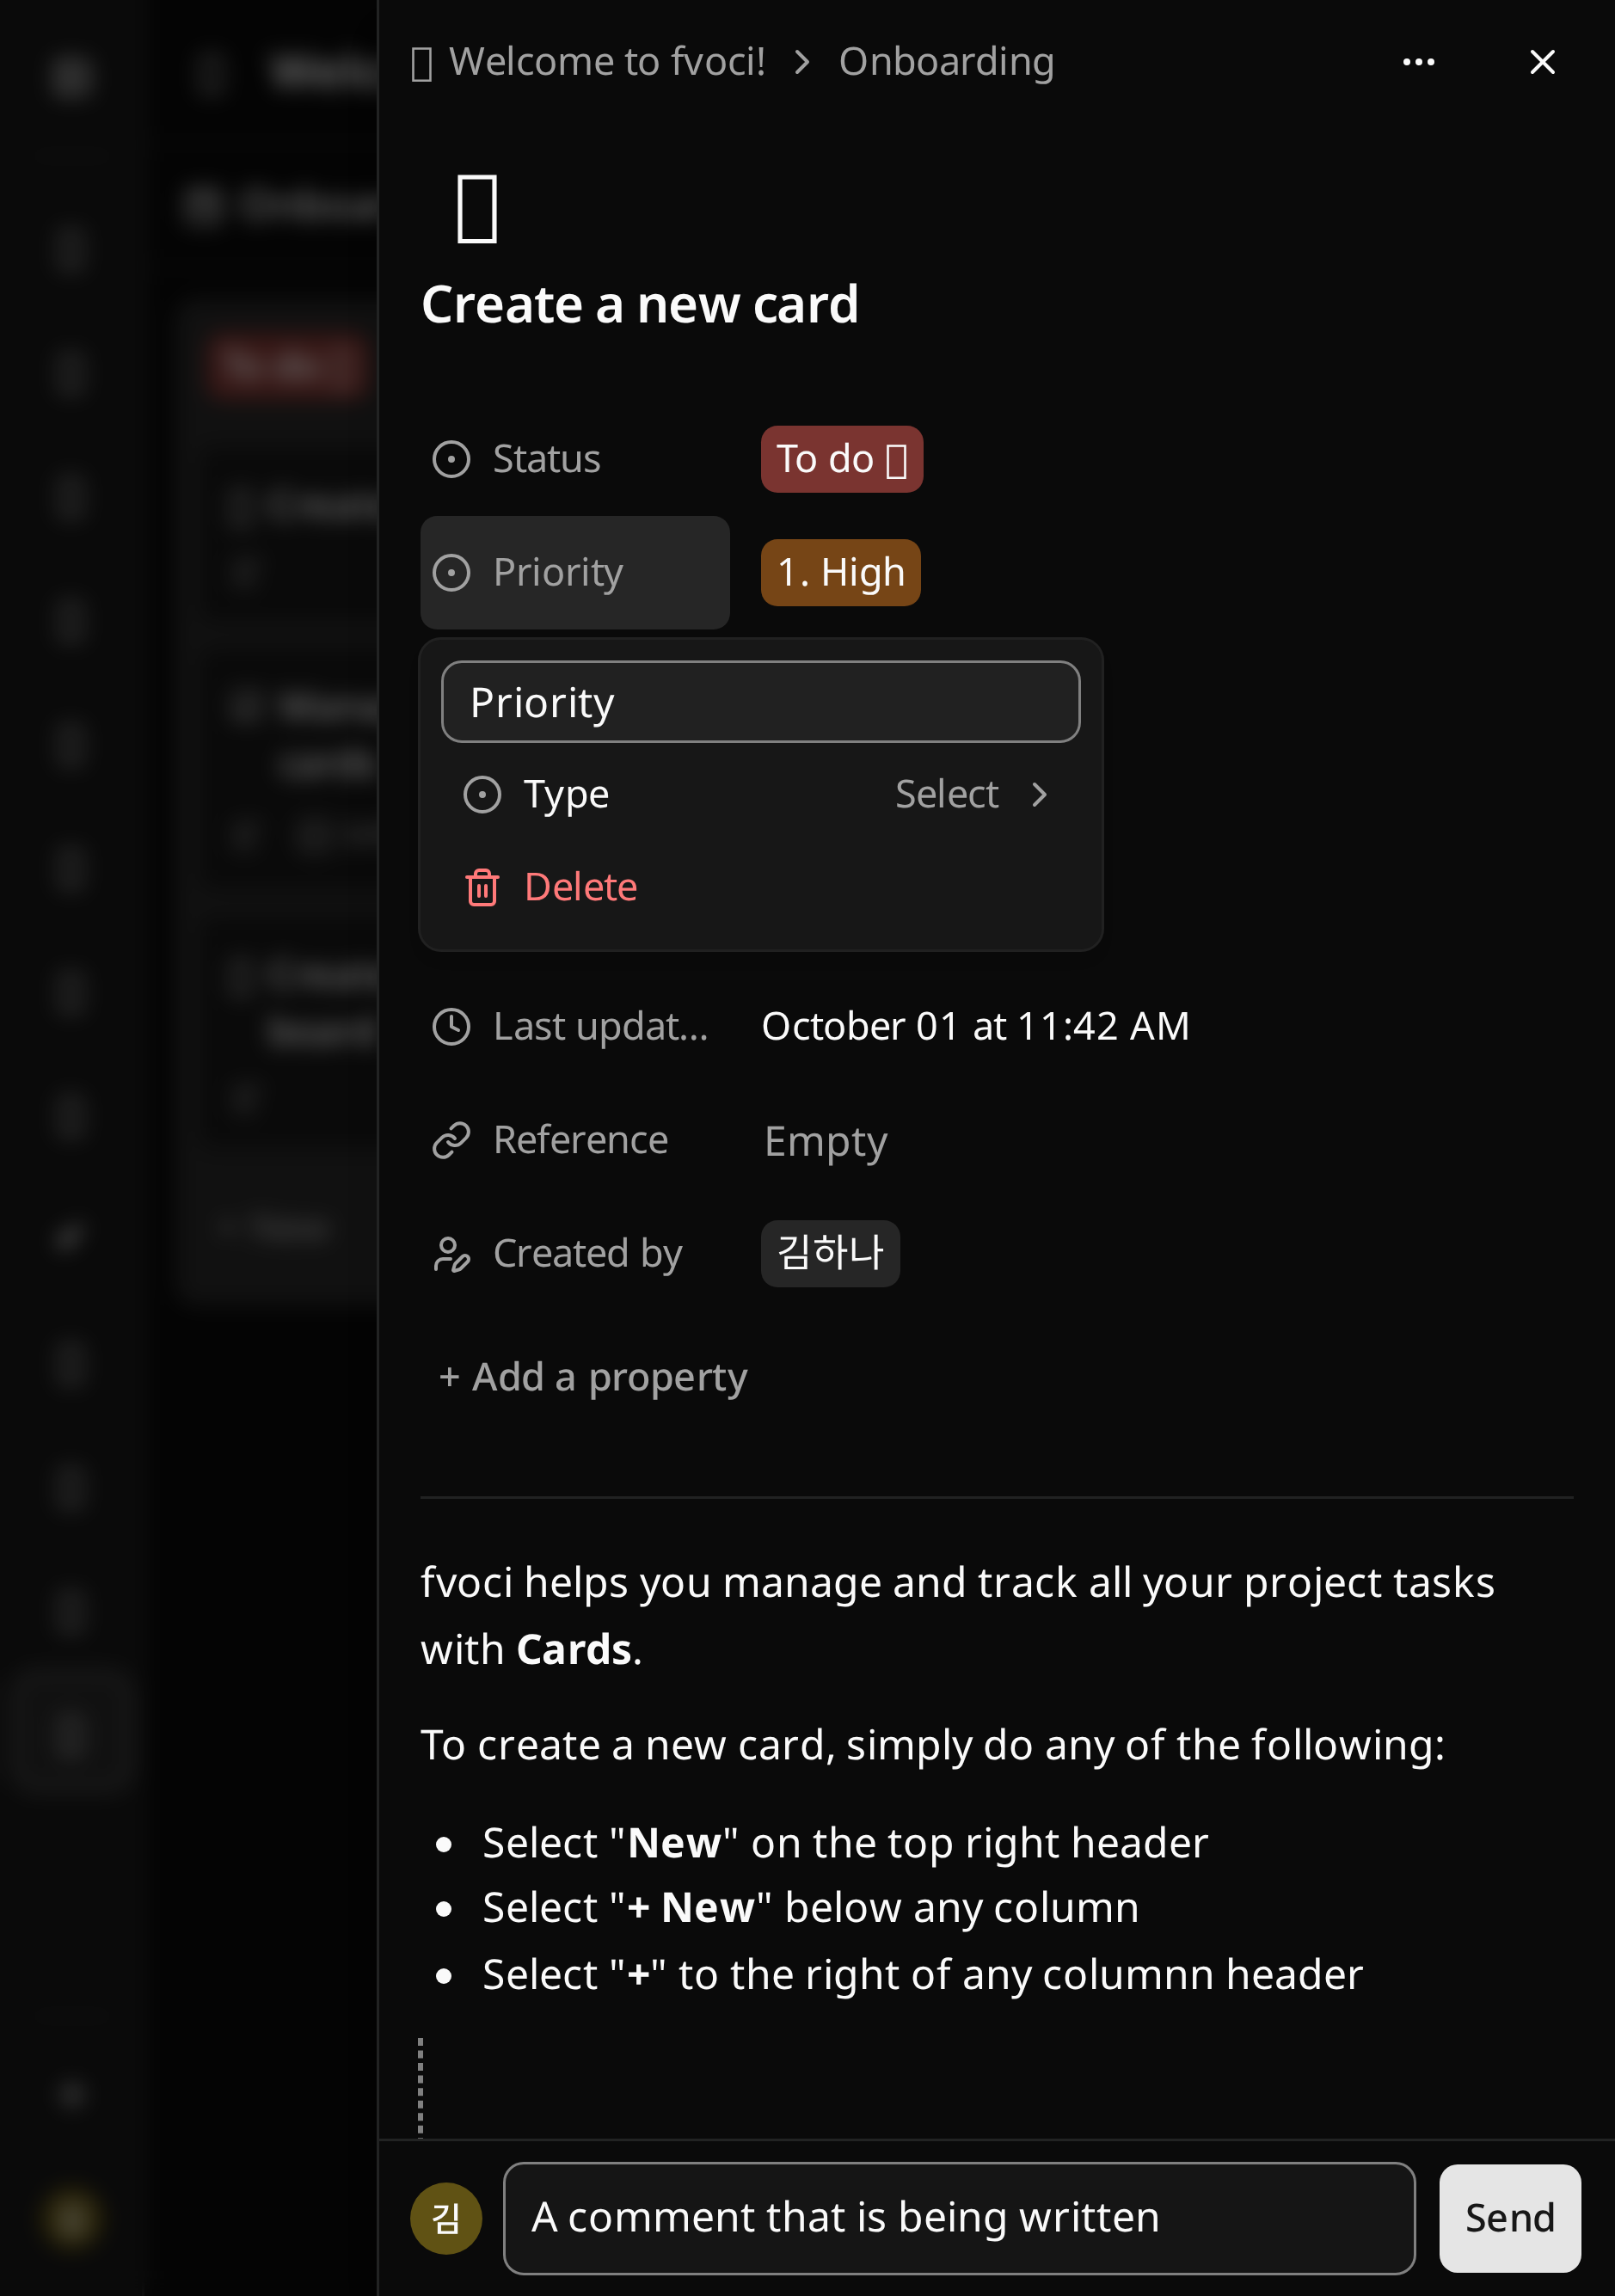 Welcome to fvoci! > Onboarding
Create a new card
Status To do
Priority 1. High
Priority
Type Select
Delete
Last updat... October 01 at 11:42 AM
Reference Empty
Created by 김하나
+ Add a property
fvoci helps you manage and track all your project tasks
with Cards.
To create a new card, simply do any of the following:
Select "New" on the top right header
Select "+ New" below any column
Select "+" to the right of any columnn header
김 A comment that is being written Send